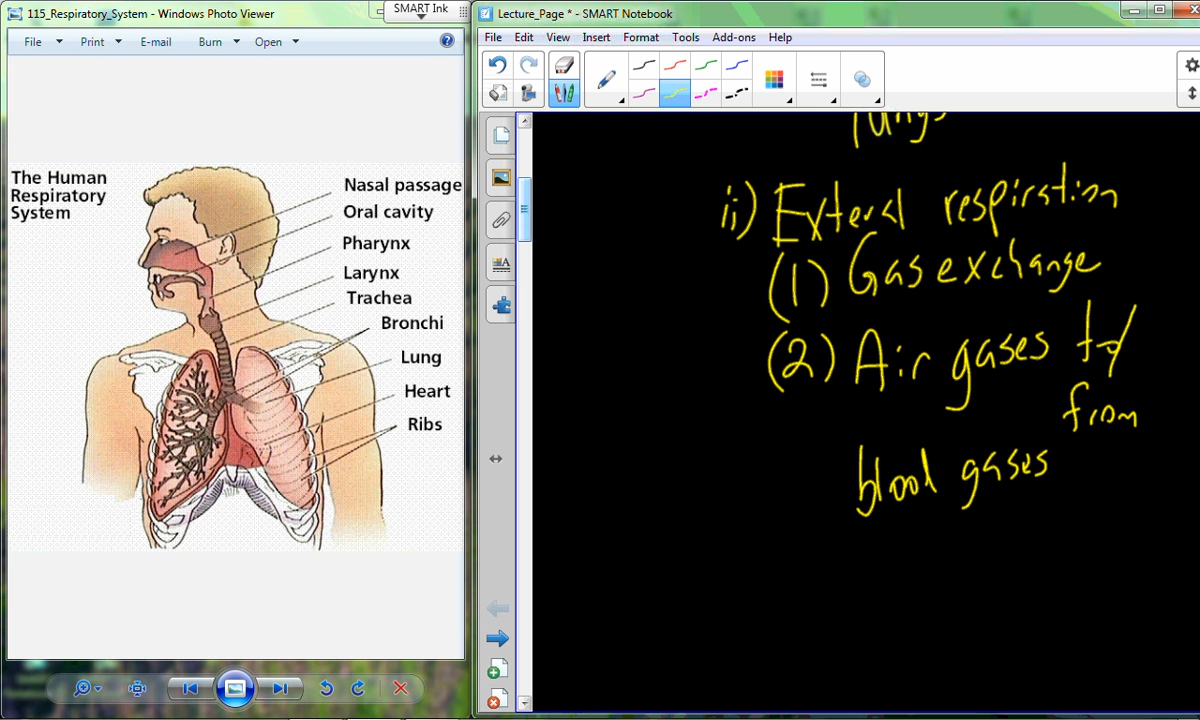 115_Respiratory_System - Windows Photo Viewer
SMART Ink
File Print E-mail Burn Open
The Human
Respiratory
System
Nasal passage
Oral cavity
Pharynx
Larynx
Trachea
Bronchi
Lung
Heart
Ribs
Lecture_Page * - SMART Notebook
File Edit View Insert Format Tools Add-ons Help
lungs
ii) Exteral respiration
(1) Gas exchange
(2) Air gases to/
from
blood gases